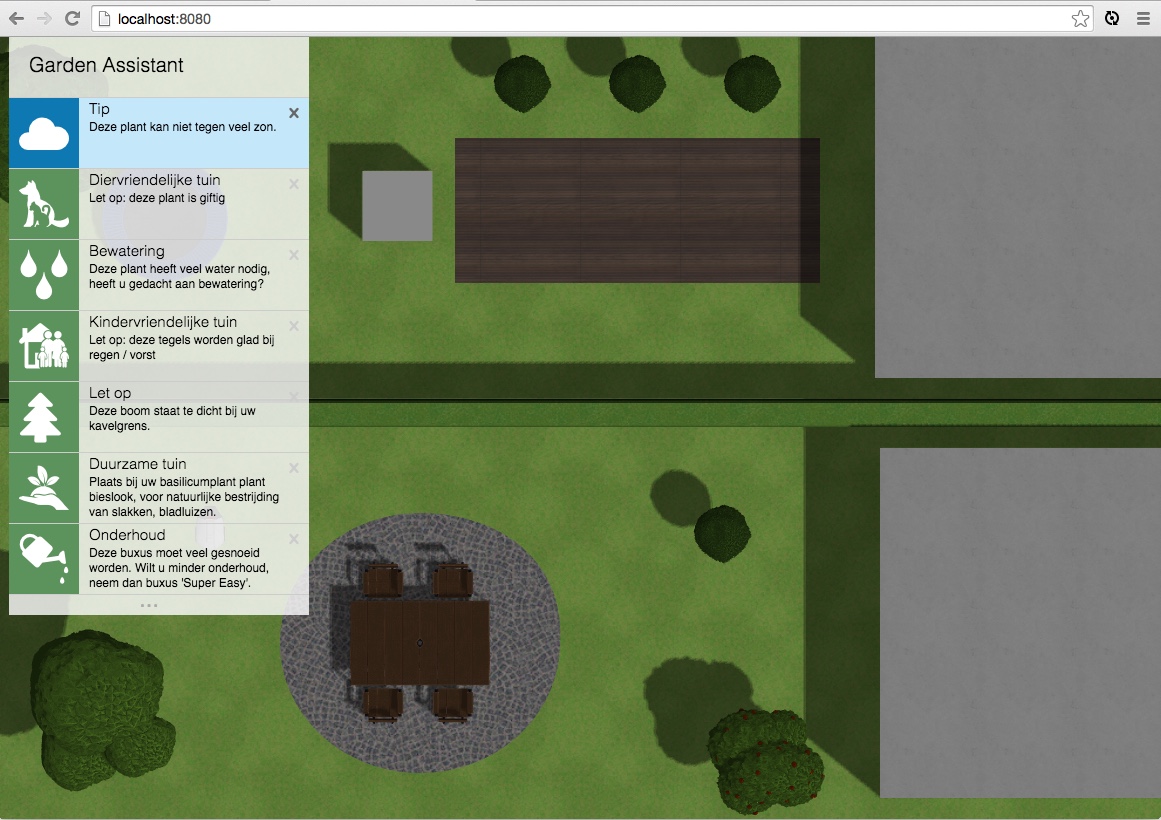 localhost:8080
Garden Assistant
Tip
Deze plant kan niet tegen veel zon.
Diervriendelijke tuin
Let op: deze plant is giftig
Bewatering
Deze plant heeft veel water nodig,
heeft u gedacht aan bewatering?
Kindervriendelijke tuin
Let op: deze tegels worden glad bij
regen / vorst
Let op
Deze boom staat te dicht bij uw
kavelgrens.
Duurzame tuin
Plaats bij uw basilicumplant plant
bieslook, voor natuurlijke bestrijding
van slakken, bladluizen.
Onderhoud
Deze buxus moet veel gesnoeid
worden. Wilt u minder onderhoud,
neem dan buxus 'Super Easy'.